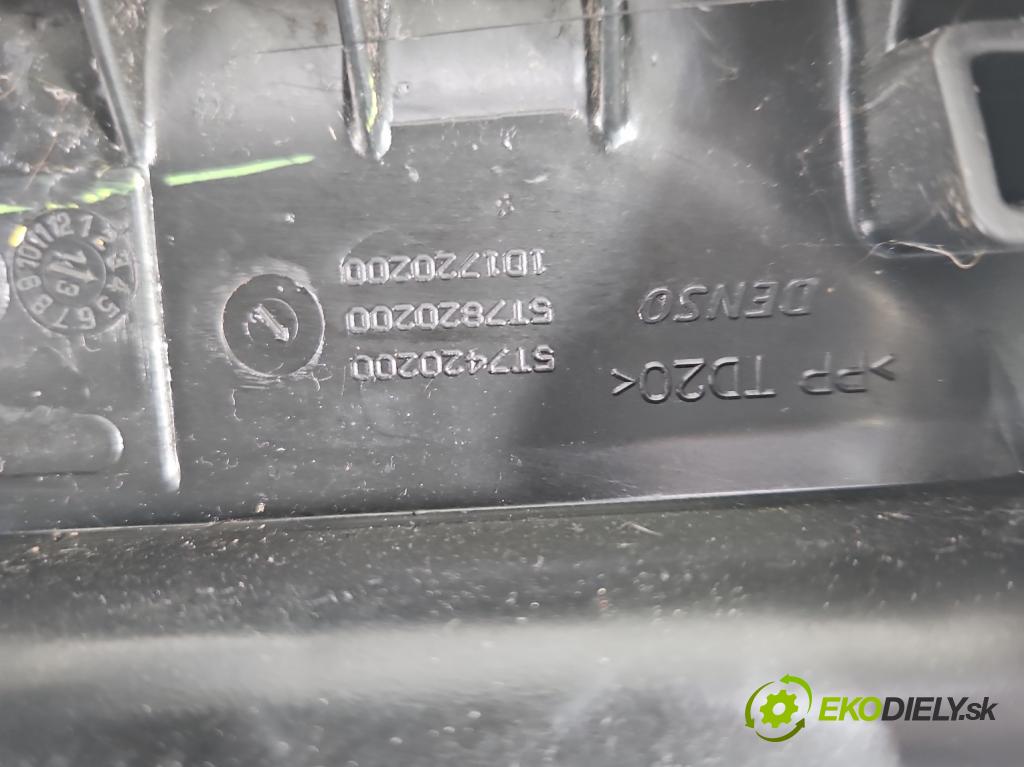 >PP TD20<
DENSO
5T7420200
5T7820200
1D1720200
EKODIELY.sk